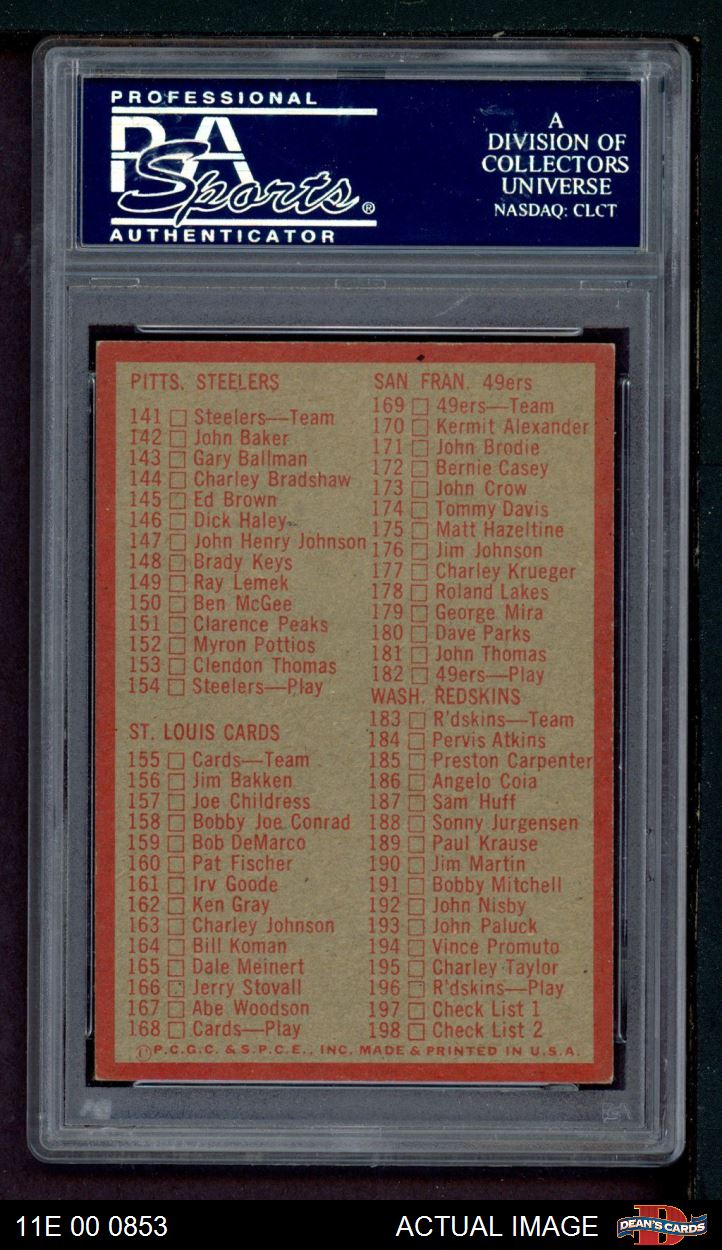 PROFESSIONAL
PSA
Sports®
AUTHENTICATOR
A
DIVISION OF
COLLECTORS
UNIVERSE
NASDAQ: CLCT
PITTS. STEELERS
141 Steelers—Team
142 John Baker
143 Gary Ballman
144 Charley Bradshaw
145 Ed Brown
146 Dick Haley
147 John Henry Johnson
148 Brady Keys
149 Ray Lemek
150 Ben McGee
151 Clarence Peaks
152 Myron Pottios
153 Clendon Thomas
154 Steelers—Play
ST. LOUIS CARDS
155 Cards—Team
156 Jim Bakken
157 Joe Childress
158 Bobby Joe Conrad
159 Bob DeMarco
160 Pat Fischer
161 Irv Goode
162 Ken Gray
163 Charley Johnson
164 Bill Koman
165 Dale Meinert
166 Jerry Stovall
167 Abe Woodson
168 Cards—Play
SAN FRAN. 49ers
169 49ers—Team
170 Kermit Alexander
171 John Brodie
172 Bernie Casey
173 John Crow
174 Tommy Davis
175 Matt Hazeltine
176 Jim Johnson
177 Charley Krueger
178 Roland Lakes
179 George Mira
180 Dave Parks
181 John Thomas
182 49ers—Play
WASH. REDSKINS
183 R'dskins—Team
184 Pervis Atkins
185 Preston Carpenter
186 Angelo Coia
187 Sam Huff
188 Sonny Jurgensen
189 Paul Krause
190 Jim Martin
191 Bobby Mitchell
192 John Nisby
193 John Paluck
194 Vince Promuto
195 Charley Taylor
196 R'dskins—Play
197 Check List 1
198 Check List 2
P.C.G.C. & S.P.C.E., INC. MADE & PRINTED IN U.S.A.
11E 00 0853
ACTUAL IMAGE
DEAN'S CARDS